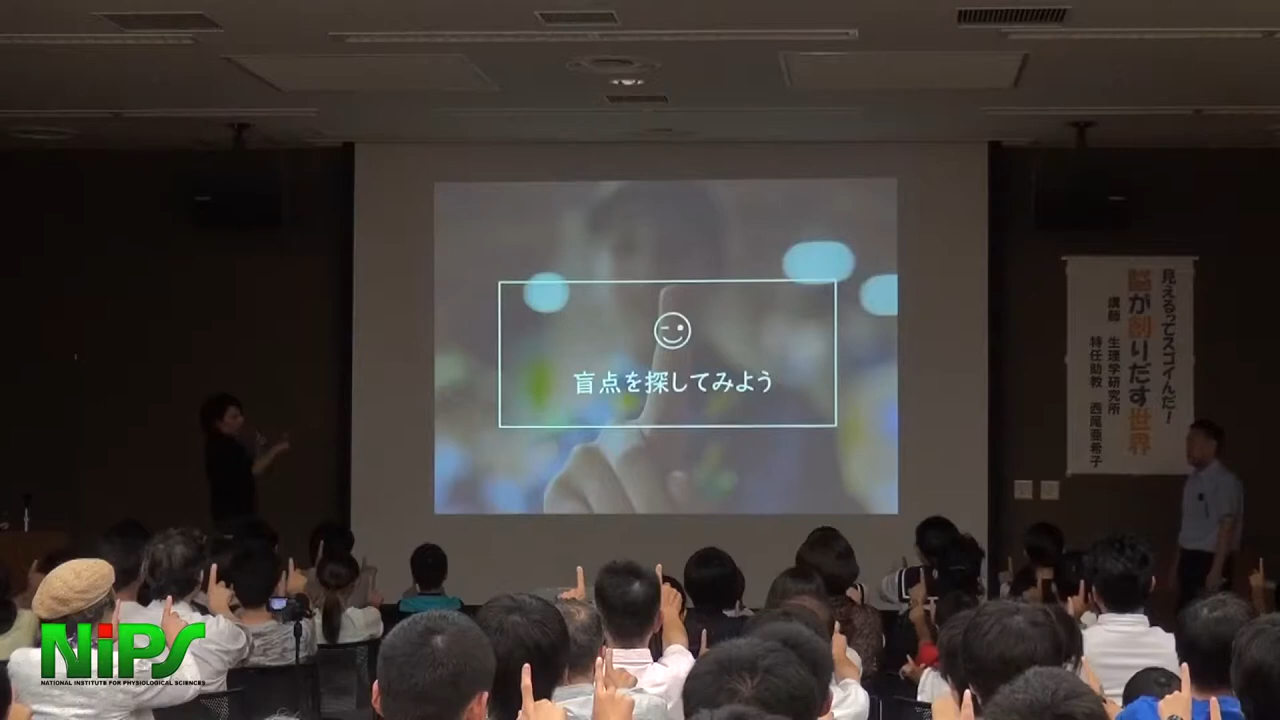 盲点を探してみよう
見えるってスゴイんだ!
脳が創りだす世界
講師 生理学研究所
特任助教 西尾亜希子
NiPS
NATIONAL INSTITUTE FOR PHYSIOLOGICAL SCIENCES